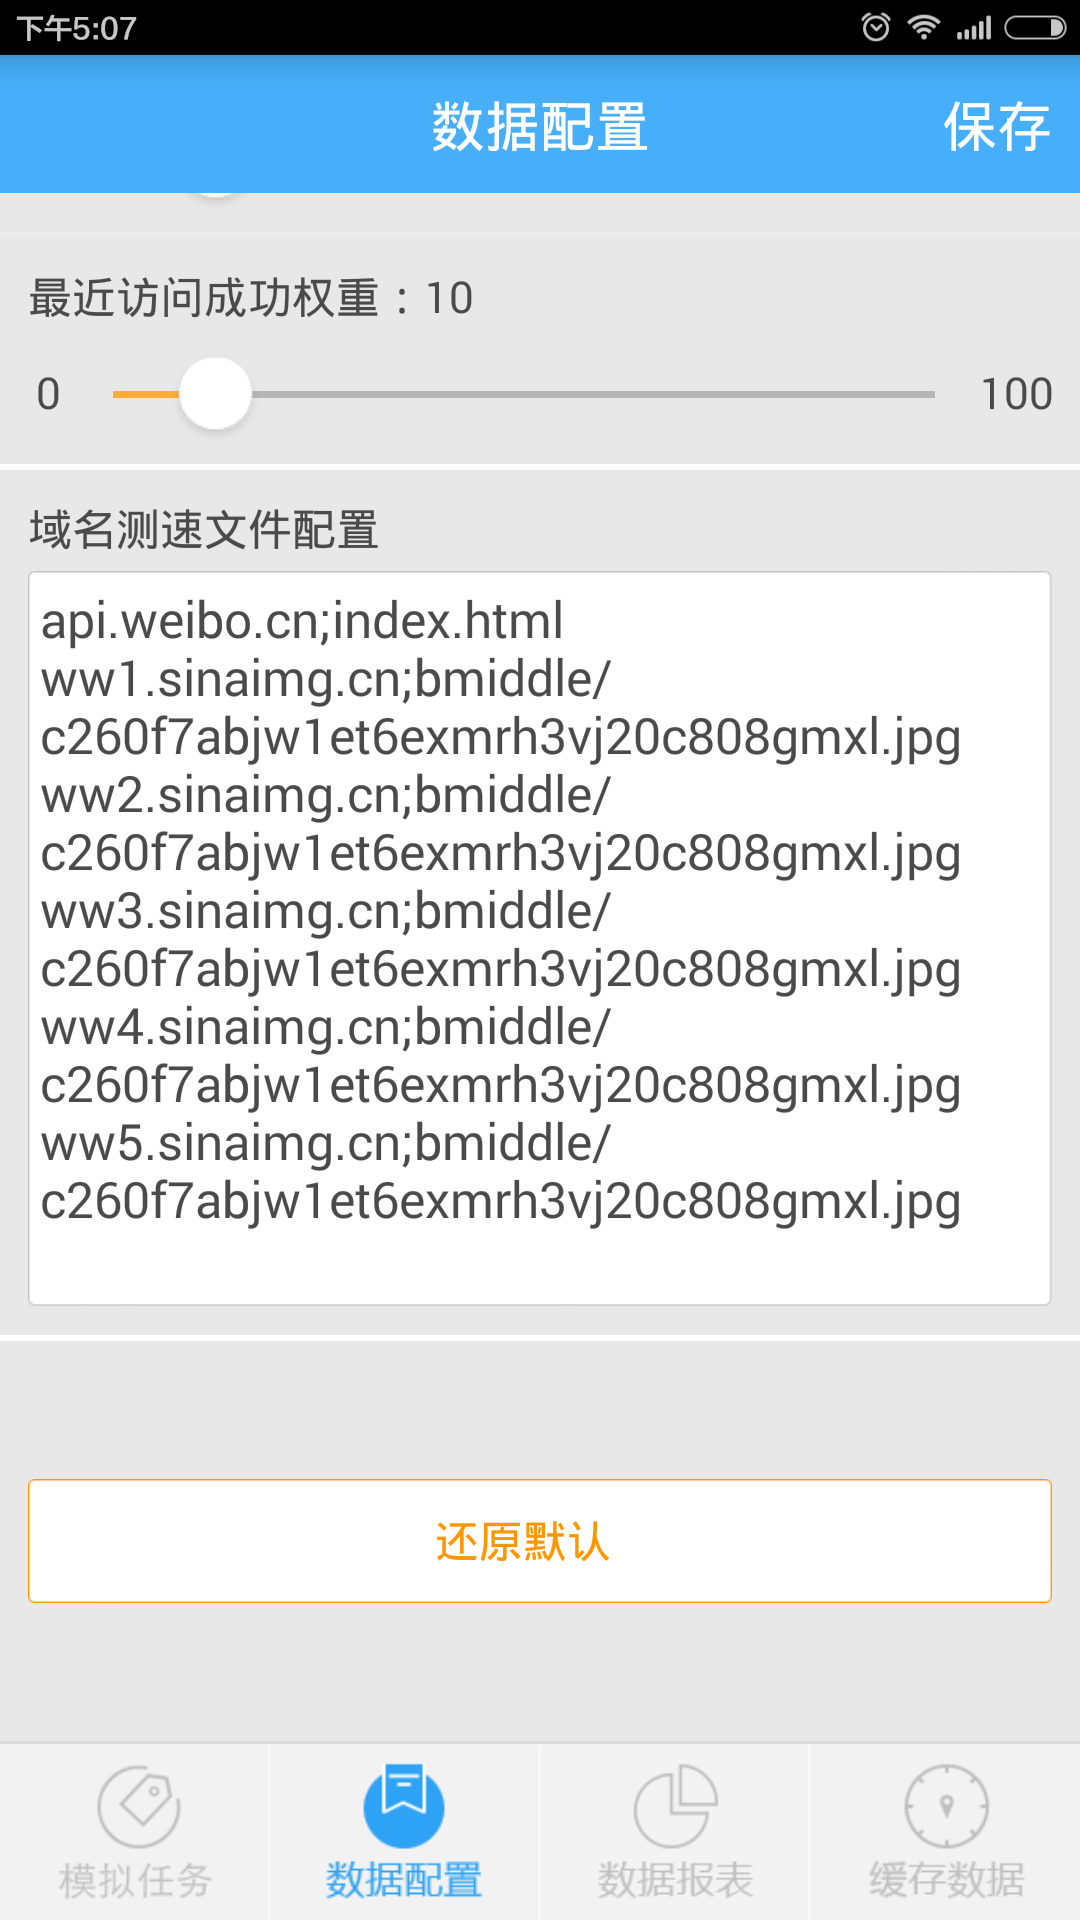 下午5:07
数据配置
保存
最近访问成功权重：10
0
100
域名测速文件配置
api.weibo.cn;index.html
ww1.sinaimg.cn;bmiddle/
c260f7abjw1et6exmrh3vj20c808gmxl.jpg
ww2.sinaimg.cn;bmiddle/
c260f7abjw1et6exmrh3vj20c808gmxl.jpg
ww3.sinaimg.cn;bmiddle/
c260f7abjw1et6exmrh3vj20c808gmxl.jpg
ww4.sinaimg.cn;bmiddle/
c260f7abjw1et6exmrh3vj20c808gmxl.jpg
ww5.sinaimg.cn;bmiddle/
c260f7abjw1et6exmrh3vj20c808gmxl.jpg
还原默认
模拟任务
数据配置
数据报表
缓存数据